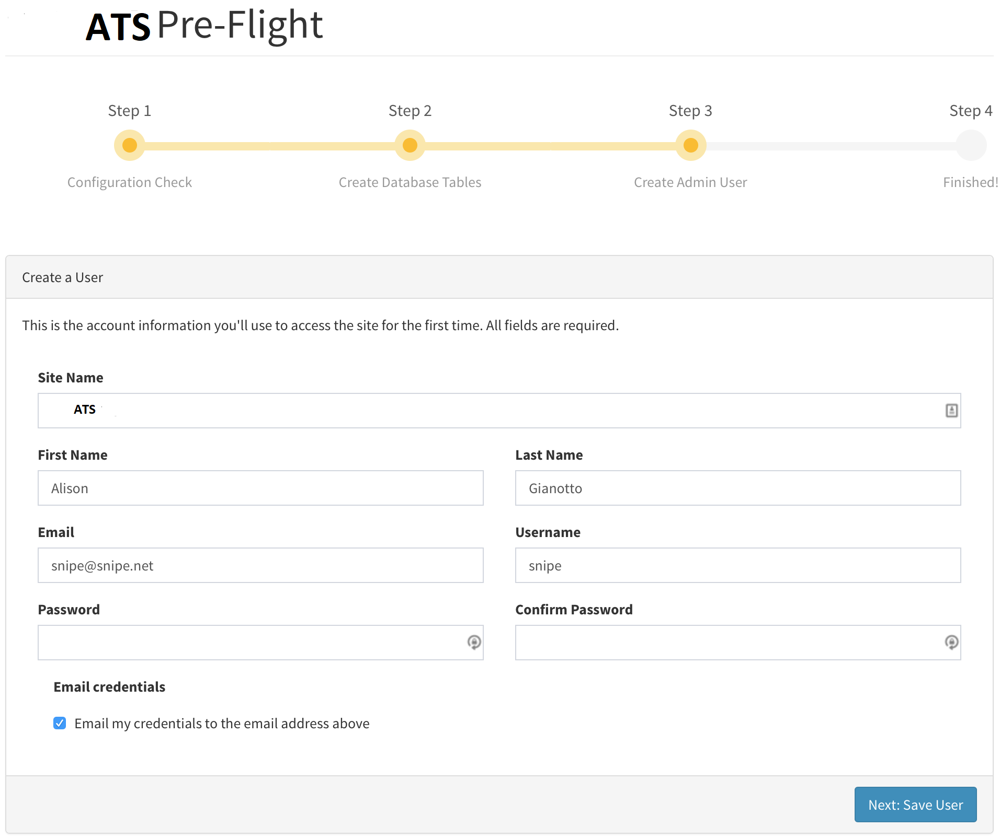 ATS Pre-Flight
Step 1 Step 2 Step 3 Step 4
Configuration Check Create Database Tables Create Admin User Finished!
Create a User
This is the account information you'll use to access the site for the first time. All fields are required.
Site Name
ATS
First Name Last Name
Alison Gianotto
Email Username
snipe@snipe.net snipe
Password Confirm Password
Email credentials
Email my credentials to the email address above
Next: Save User